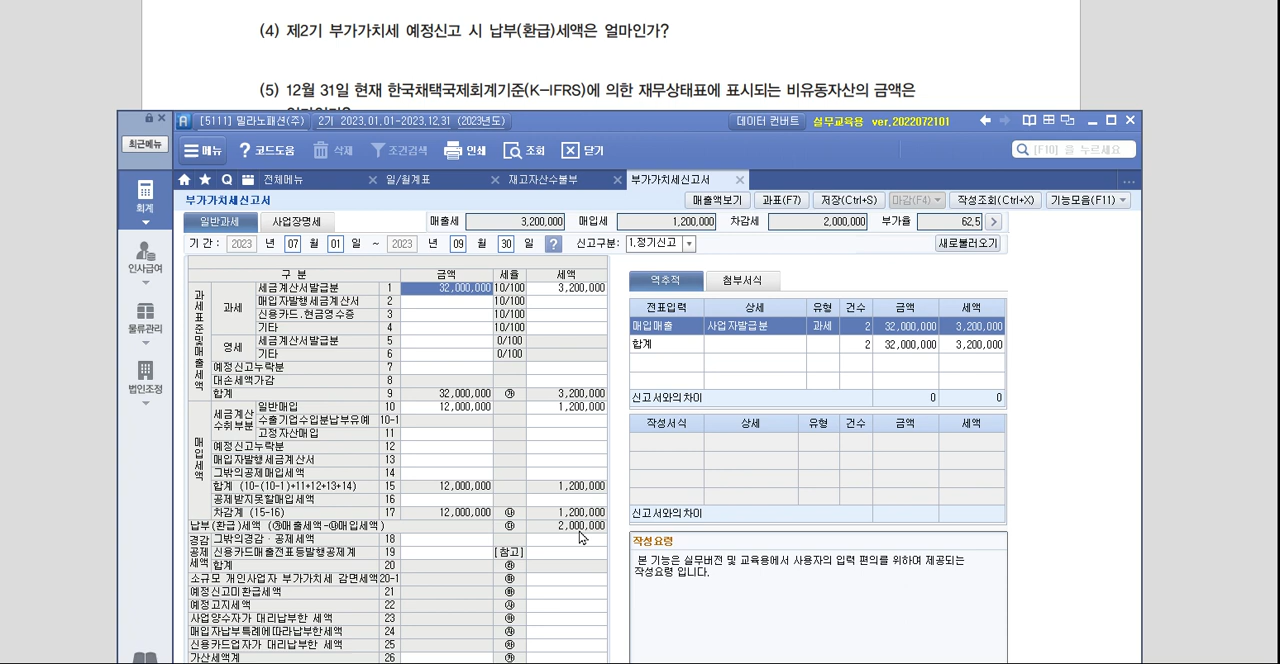 (4) 제2기 부가가치세 예정신고 시 납부(환급)세액은 얼마인가?
(5) 12월 31일 현재 한국채택국제회계기준(K-IFRS)에 의한 재무상태표에 표시되는 비유동자산의 금액은
[5111] 밀라노패션(주) 2기 2023.01.01~2023.12.31 (2023년도) 데이터 컨버트 실무교육용 ver.2022072101
최근메뉴 메뉴 코드도움 삭제 조건검색 인쇄 조회 닫기 [F10] 을 누르세요
전체메뉴 일/월계표 재고자산수불부 부가가치세신고서
회계
인사급여
물류관리
법인조정
부가가치세신고서 매출액보기 과표(F7) 저장(Ctrl+S) 마감(F4) 작성조회(Ctrl+X) 기능모음(F11)
일반과세 사업장명세 매출세 3,200,000 매입세 1,200,000 차감세 2,000,000 부가율 62.5
기 간 : 2023 년 07 월 01 일 ~ 2023 년 09 월 30 일 ? 신고구분: 1.정기신고 새로불러오기
구 분 금액 세율 세액
과세표준및매출세액
과세 세금계산서발급분 1 32,000,000 10/100 3,200,000
매입자발행세금계산서 2 10/100
신용카드.현금영수증 3 10/100
기타 4 10/100
영세 세금계산서발급분 5 0/100
기타 6 0/100
예정신고누락분 7
대손세액가감 8
합계 9 32,000,000 ㉮ 3,200,000
매입세액
세금계산수취부분 일반매입 10 12,000,000 1,200,000
수출기업수입분납부유예 10-1
고정자산매입 11
예정신고누락분 12
매입자발행세금계산서 13
그밖의공제매입세액 14
합계 (10-(10-1)+11+12+13+14) 15 12,000,000 1,200,000
공제받지못할매입세액 16
차감계 (15-16) 17 12,000,000 ㉯ 1,200,000
납부(환급)세액 (㉮매출세액-㉯매입세액) ㉰ 2,000,000
경감공제세액
그밖의경감·공제세액 18
신용카드매출전표등발행공제계 19 [참고]
합계 20 ㉱
소규모 개인사업자 부가가치세 감면세액 20-1 ㉲
예정신고미환급세액 21 ㉲
예정고지세액 22 ㉳
사업양수자가 대리납부한 세액 23 ㉴
매입자납부특례에따라납부한세액 24 ㉵
신용카드업자가 대리납부한 세액 25 ㉶
가산세액계 26 ㉷
역추적 첨부서식
전표입력 상세 유형 건수 금액 세액
매입매출 사업자발급분 과세 2 32,000,000 3,200,000
합계 2 32,000,000 3,200,000
신고서와의차이 0 0
작성서식 상세 유형 건수 금액 세액
신고서와의차이
작성요령
본 기능은 실무버전 및 교육용에서 사용자의 입력 편의를 위하여 제공되는
작성요령 입니다.